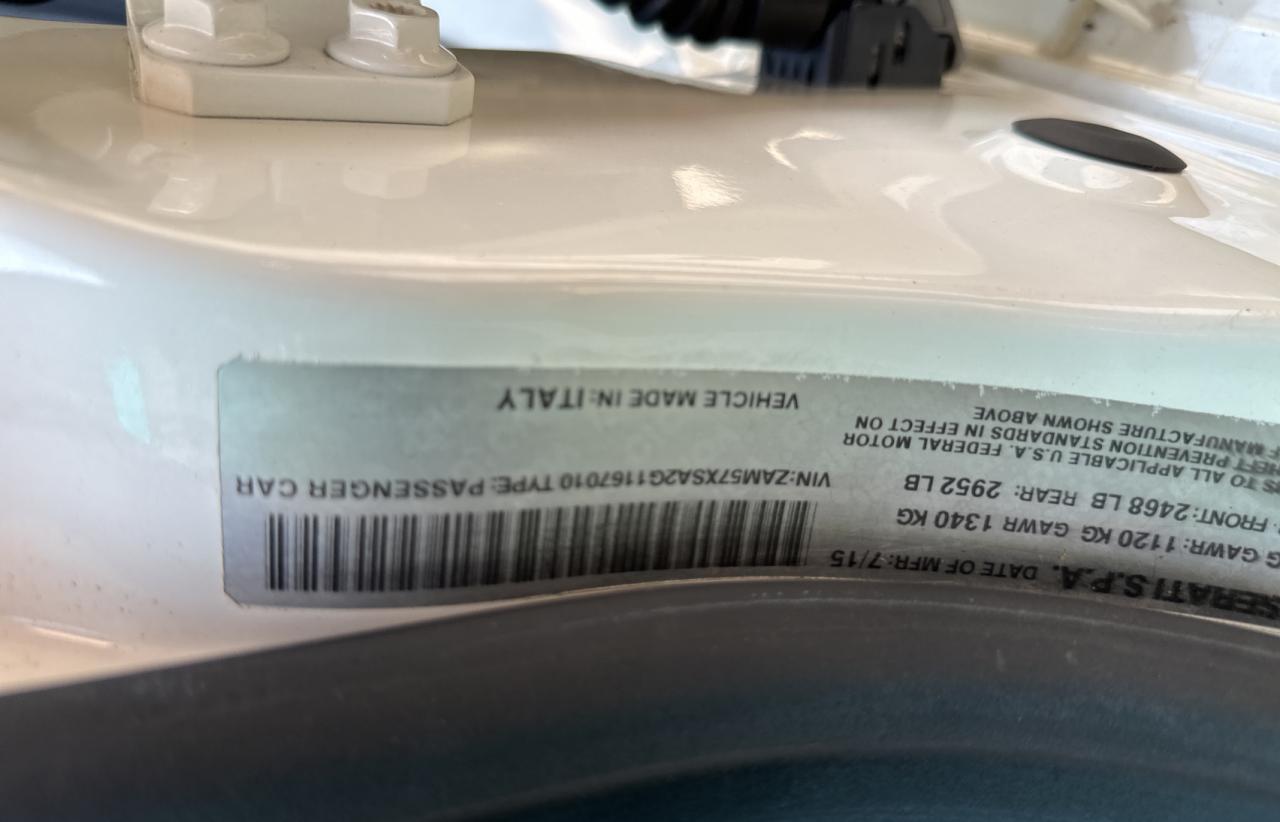 SERATI S.P.A. DATE OF MFR:7/15
G GAWR: 1120 KG GAWR 1340 KG
FRONT: 2468 LB REAR: 2952 LB
ALL APPLICABLE U.S.A. FEDERAL MOTOR
THEFT PREVENTION STANDARDS IN EFFECT ON
F MANUFACTURE SHOWN ABOVE
VIN:ZAM57XSA2G1167010 TYPE: PASSENGER CAR
VEHICLE MADE IN: ITALY